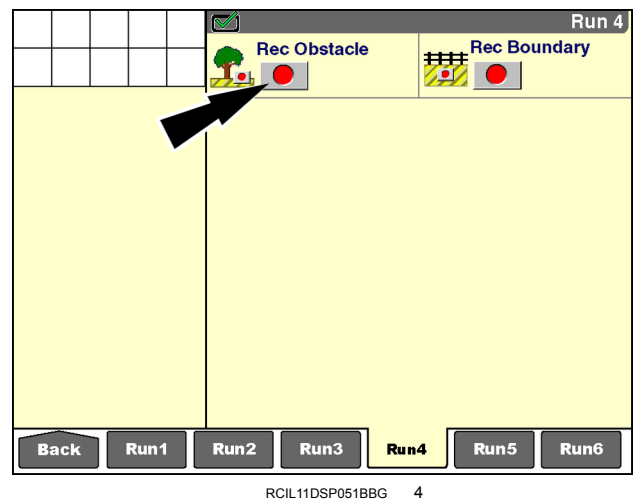 Run 4
Rec Obstacle
Rec Boundary
Back
Run1
Run2
Run3
Run4
Run5
Run6
RCIL11DSP051BBG 4